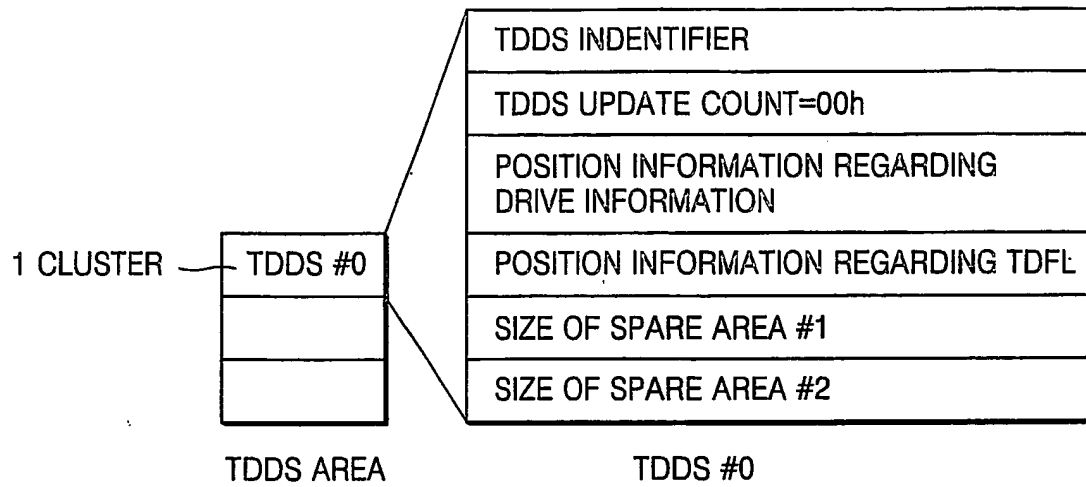 TDDS INDENTIFIER
TDDS UPDATE COUNT=00h
POSITION INFORMATION REGARDING
DRIVE INFORMATION
1 CLUSTER
TDDS #0
POSITION INFORMATION REGARDING TDFL
SIZE OF SPARE AREA #1
SIZE OF SPARE AREA #2
TDDS AREA
TDDS #0